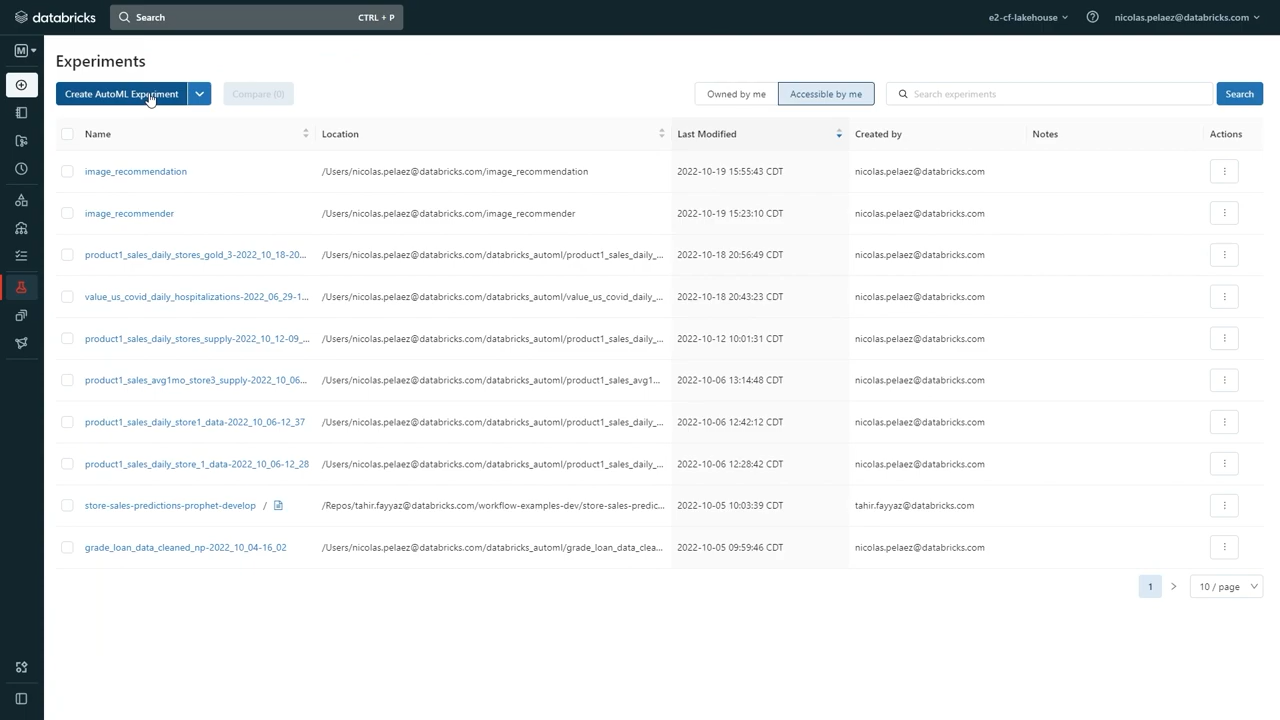 databricks Search CTRL + P e2-cf-lakehouse nicolas.pelaez@databricks.com
M
Experiments
Create AutoML Experiment Compare (0) Owned by me Accessible by me Search experiments Search
Name Location Last Modified Created by Notes Actions
image_recommendation /Users/nicolas.pelaez@databricks.com/image_recommendation 2022-10-19 15:55:43 CDT nicolas.pelaez@databricks.com
image_recommender /Users/nicolas.pelaez@databricks.com/image_recommender 2022-10-19 15:23:10 CDT nicolas.pelaez@databricks.com
product1_sales_daily_stores_gold_3-2022_10_18-20... /Users/nicolas.pelaez@databricks.com/databricks_automl/product1_sales_daily_... 2022-10-18 20:56:49 CDT nicolas.pelaez@databricks.com
value_us_covid_daily_hospitalizations-2022_06_29-1... /Users/nicolas.pelaez@databricks.com/databricks_automl/value_us_covid_daily_... 2022-10-18 20:43:23 CDT nicolas.pelaez@databricks.com
product1_sales_daily_stores_supply-2022_10_12-09_... /Users/nicolas.pelaez@databricks.com/databricks_automl/product1_sales_daily_... 2022-10-12 10:01:31 CDT nicolas.pelaez@databricks.com
product1_sales_avg1mo_store3_supply-2022_10_06... /Users/nicolas.pelaez@databricks.com/databricks_automl/product1_sales_avg1... 2022-10-06 13:14:48 CDT nicolas.pelaez@databricks.com
product1_sales_daily_store1_data-2022_10_06-12_37 /Users/nicolas.pelaez@databricks.com/databricks_automl/product1_sales_daily_... 2022-10-06 12:42:12 CDT nicolas.pelaez@databricks.com
product1_sales_daily_store_1_data-2022_10_06-12_28 /Users/nicolas.pelaez@databricks.com/databricks_automl/product1_sales_daily_... 2022-10-06 12:28:42 CDT nicolas.pelaez@databricks.com
store-sales-predictions-prophet-develop / /Repos/tahir.fayyaz@databricks.com/workflow-examples-dev/store-sales-predic... 2022-10-05 10:03:39 CDT tahir.fayyaz@databricks.com
grade_loan_data_cleaned_np-2022_10_04-16_02 /Users/nicolas.pelaez@databricks.com/databricks_automl/grade_loan_data_clea... 2022-10-05 09:59:46 CDT nicolas.pelaez@databricks.com
1 > 10 / page